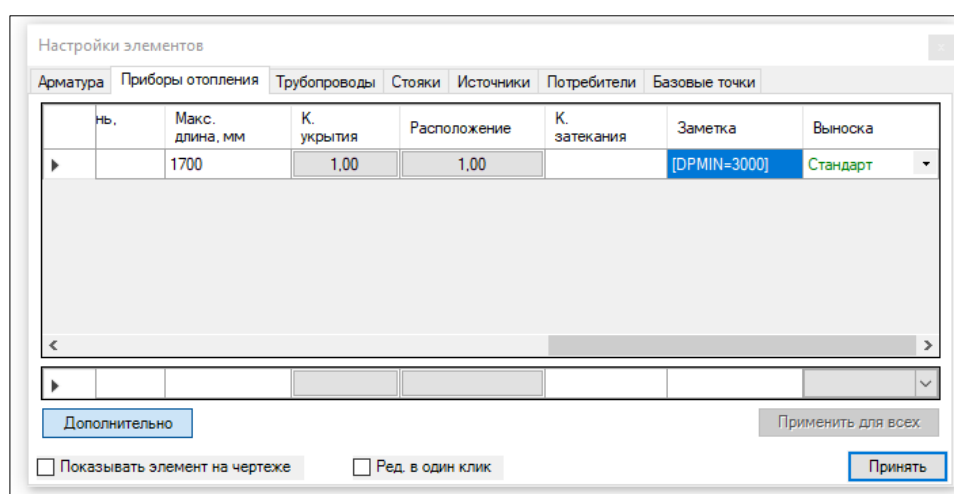 Настройки элементов
Арматура Приборы отопления Трубопроводы Стояки Источники Потребители Базовые точки
нь, Макс. длина, мм К. укрытия Расположение К. затекания Заметка Выноска
1700 1,00 1,00 [DPMIN=3000] Стандарт
Дополнительно Применить для всех
Показывать элемент на чертеже Ред. в один клик Принять